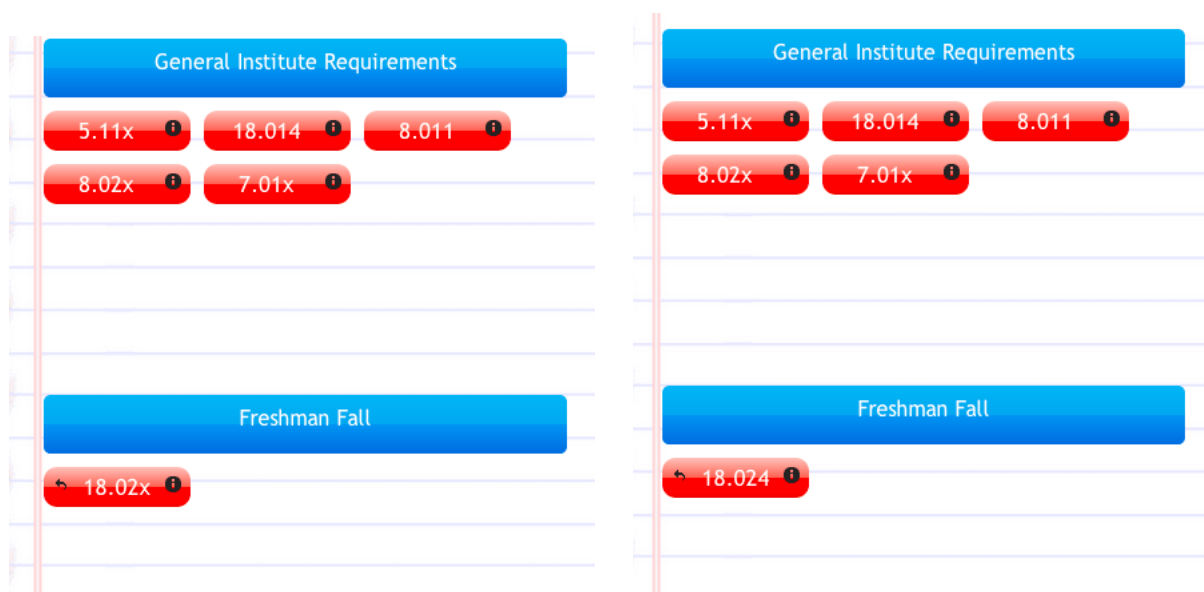 General Institute Requirements
5.11x 18.014 8.011
8.02x 7.01x
Freshman Fall
18.02x
General Institute Requirements
5.11x 18.014 8.011
8.02x 7.01x
Freshman Fall
18.024